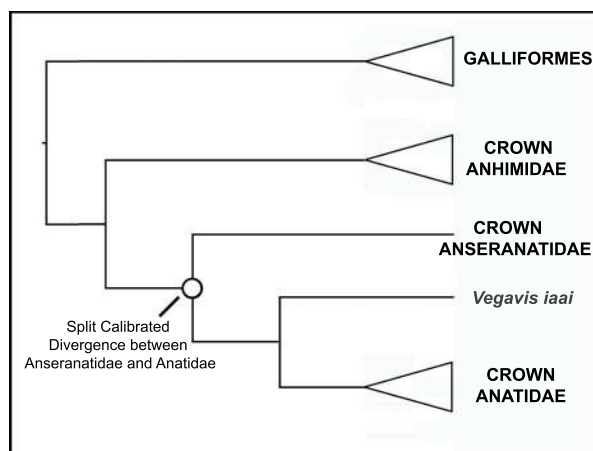 GALLIFORMES
CROWN
ANHIMIDAE
CROWN
ANSERANATIDAE
Vegavis iaai
Split Calibrated
Divergence between
Anseranatidae and Anatidae
CROWN
ANATIDAE